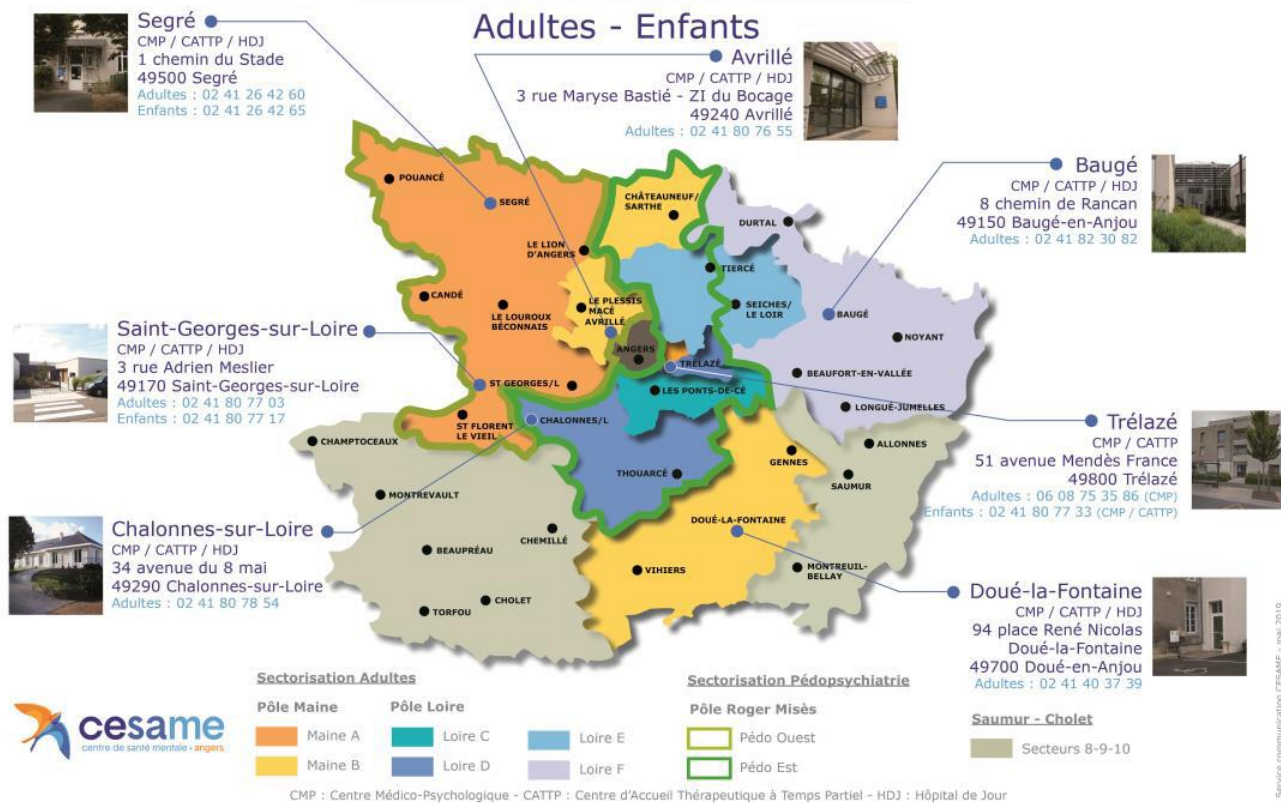 Adultes - Enfants
Segré
CMP / CATTP / HDJ
1 chemin du Stade
49500 Segré
Adultes : 02 41 26 42 60
Enfants : 02 41 26 42 65
Avrillé
CMP / CATTP / HDJ
3 rue Maryse Bastié - ZI du Bocage
49240 Avrillé
Adultes : 02 41 80 76 55
Baugé
CMP / CATTP / HDJ
8 chemin de Rancan
49150 Baugé-en-Anjou
Adultes : 02 41 82 30 82
Saint-Georges-sur-Loire
CMP / CATTP / HDJ
3 rue Adrien Meslier
49170 Saint-Georges-sur-Loire
Adultes : 02 41 80 77 03
Enfants : 02 41 80 77 17
Trélazé
CMP / CATTP
51 avenue Mendès France
49800 Trélazé
Adultes : 06 08 75 35 86 (CMP)
Enfants : 02 41 80 77 33 (CMP / CATTP)
Chalonnes-sur-Loire
CMP / CATTP / HDJ
34 avenue du 8 mai
49290 Chalonnes-sur-Loire
Adultes : 02 41 80 78 54
Doué-la-Fontaine
CMP / CATTP / HDJ
94 place René Nicolas
Doué-la-Fontaine
49700 Doué-en-Anjou
Adultes : 02 41 40 37 39
POUANCÉ
SEGRÉ
CHÂTEAUNEUF/
SARTHE
DURTAL
LE LION
D'ANGERS
TIERCÉ
CANDÉ
LE LOUROUX
BÉCONNAIS
LE PLESSIS
MACÉ
AVRILLÉ
SEICHES/
LE LOIR
BAUGÉ
NOYANT
ANGERS
TRÉLAZÉ
BEAUFORT-EN-VALLÉE
ST GEORGES/L
LES PONTS-DE-CÉ
LONGUÉ-JUMELLES
ST FLORENT
LE VIEIL
CHALONNES/L
CHAMPTOCEAUX
ALLONNES
GENNES
THOUARCÉ
SAUMUR
MONTREVAULT
DOUÉ-LA-FONTAINE
CHEMILLÉ
BEAUPRÉAU
VIHIERS
MONTREUIL-
BELLAY
CHOLET
TORFOU
cesame
centre de santé mentale • angers
Sectorisation Adultes
Pôle Maine
Maine A
Maine B
Pôle Loire
Loire C
Loire D
Loire E
Loire F
Sectorisation Pédopsychiatrie
Pôle Roger Misès
Pédo Ouest
Pédo Est
Saumur - Cholet
Secteurs 8-9-10
CMP : Centre Médico-Psychologique - CATTP : Centre d'Accueil Thérapeutique à Temps Partiel - HDJ : Hôpital de Jour
Service communication CESAME - mai 2019